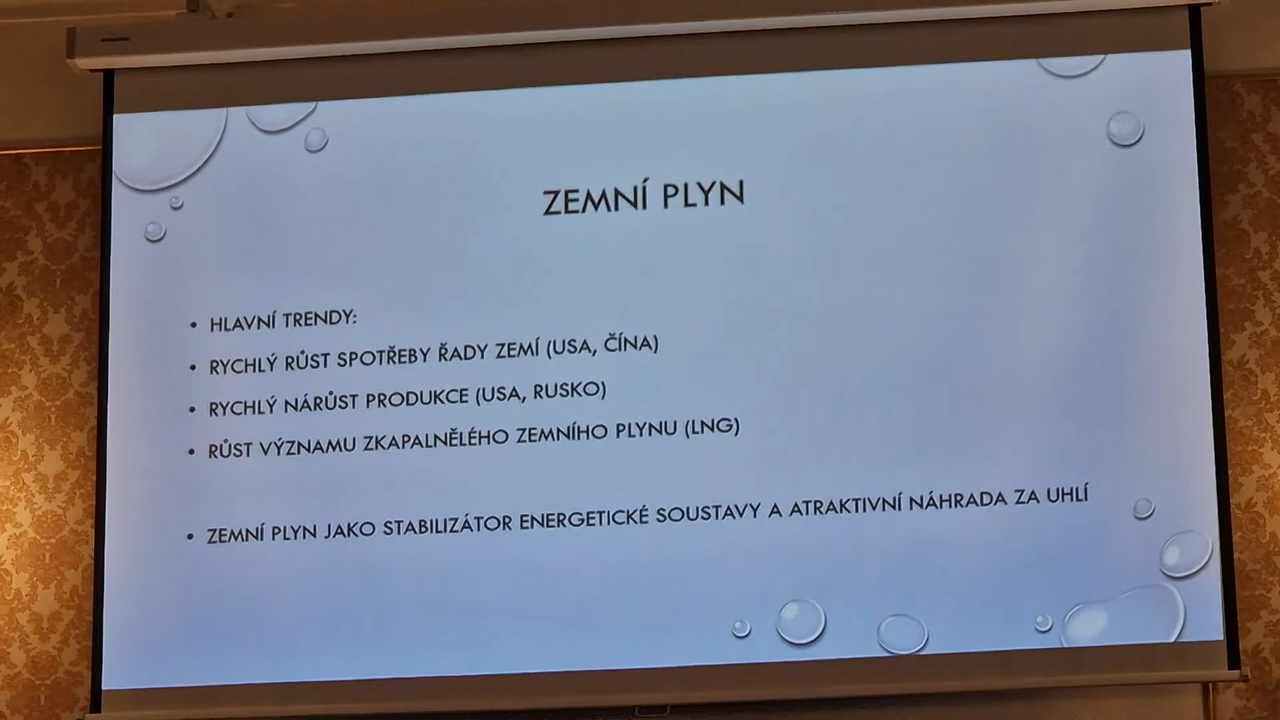 ZEMNÍ PLYN
• HLAVNÍ TRENDY:
• RYCHLÝ RŮST SPOTŘEBY ŘADY ZEMÍ (USA, ČÍNA)
• RYCHLÝ NÁRŮST PRODUKCE (USA, RUSKO)
• RŮST VÝZNAMU ZKAPALNĚLÉHO ZEMNÍHO PLYNU (LNG)
• ZEMNÍ PLYN JAKO STABILIZÁTOR ENERGETICKÉ SOUSTAVY A ATRAKTIVNÍ NÁHRADA ZA UHLÍ